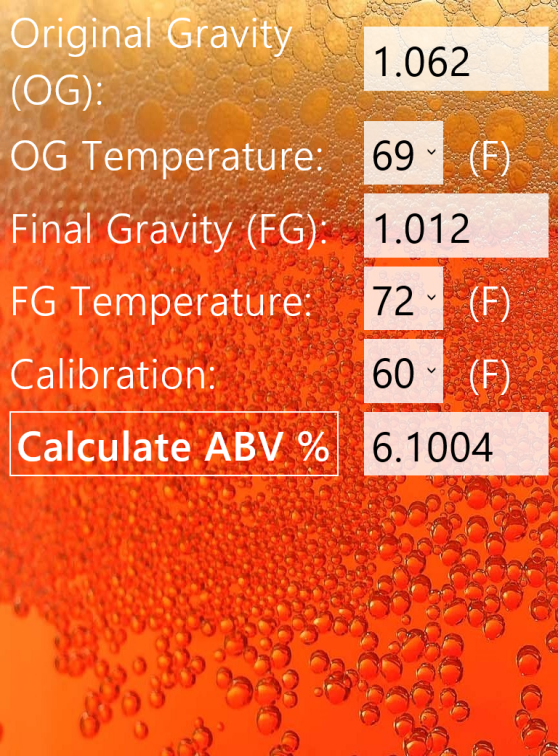 Original Gravity
(OG): 1.062
OG Temperature: 69 (F)
Final Gravity (FG): 1.012
FG Temperature: 72 (F)
Calibration: 60 (F)
Calculate ABV % 6.1004